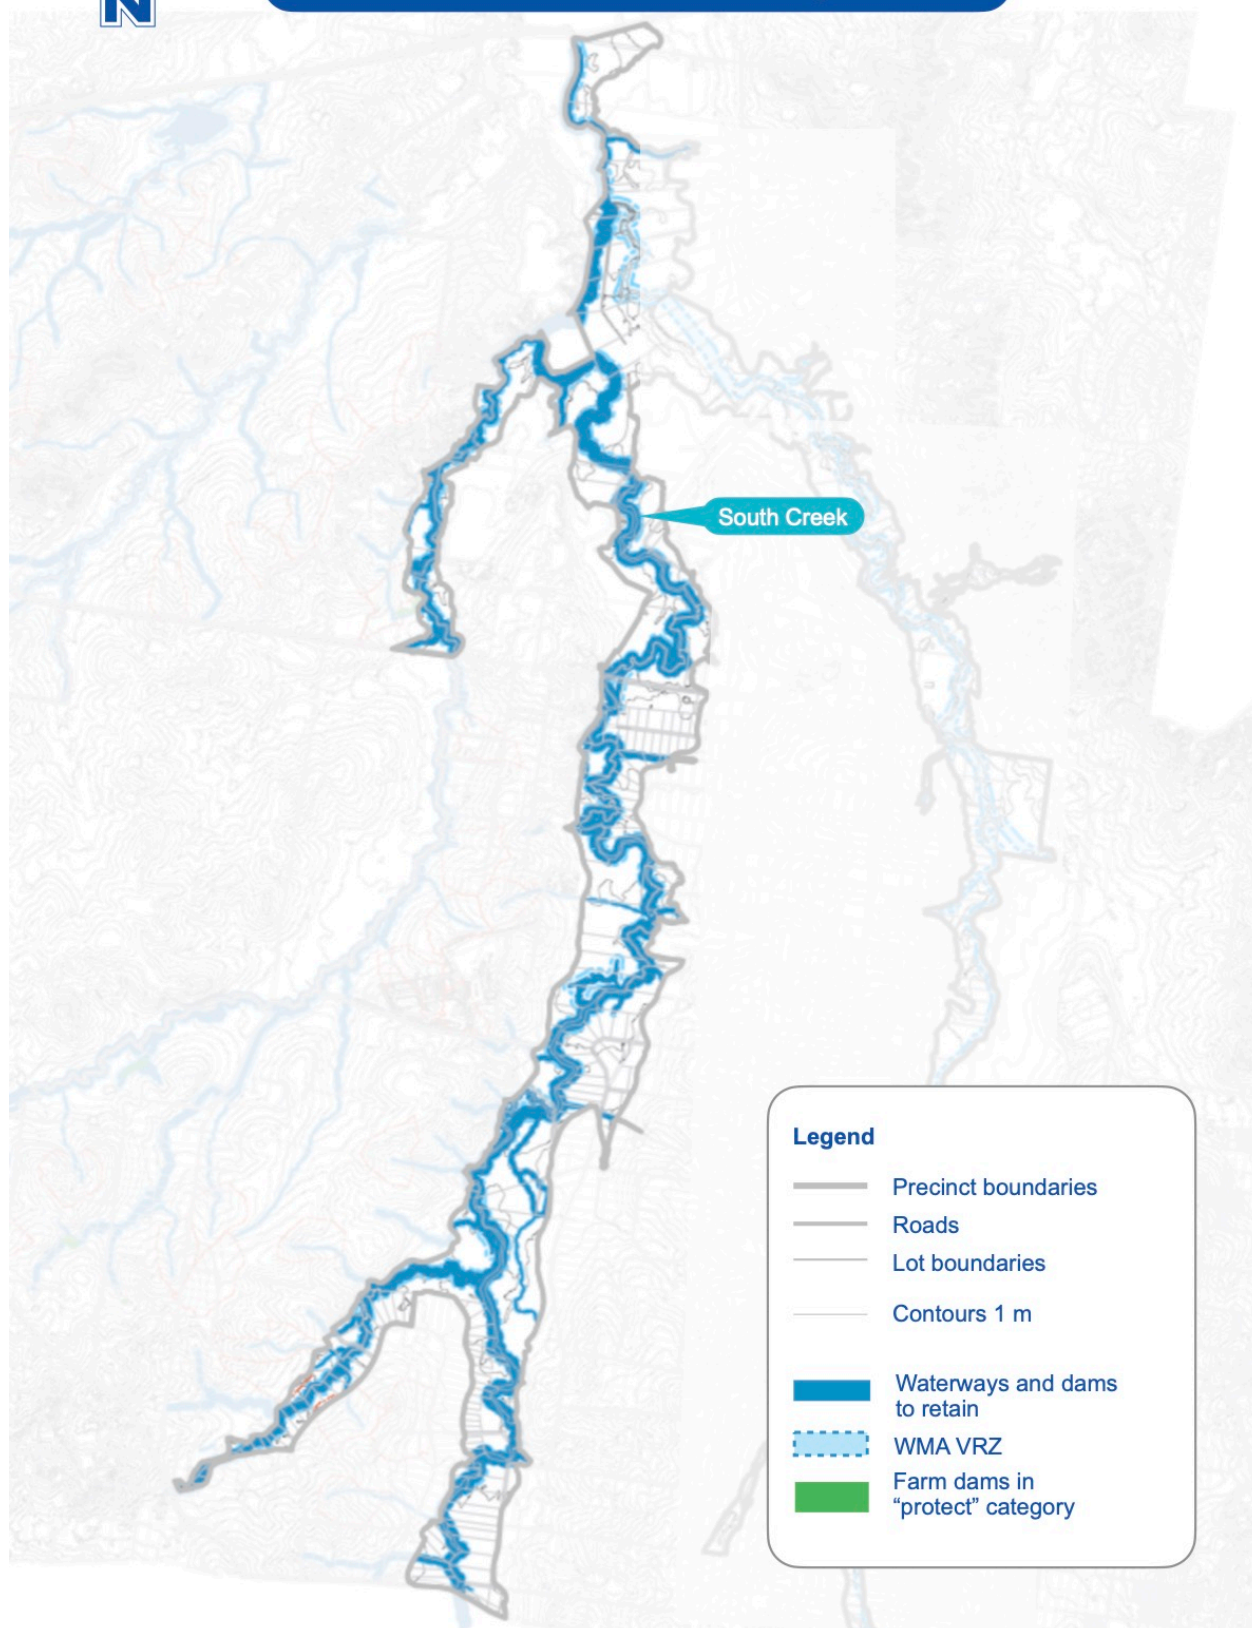 N
South Creek
Legend
Precinct boundaries
Roads
Lot boundaries
Contours 1 m
Waterways and dams
to retain
WMA VRZ
Farm dams in
“protect” category